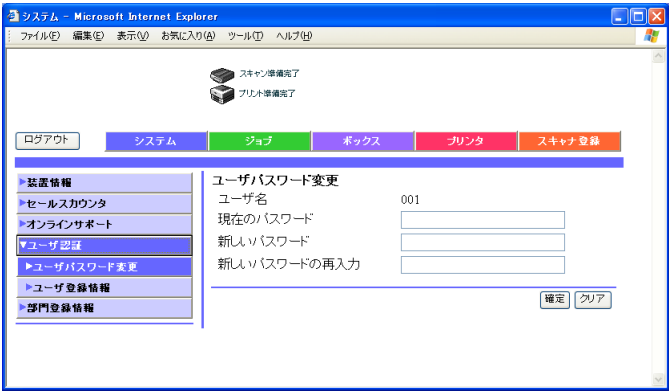 システム - Microsoft Internet Explorer
ファイル(F) 編集(E) 表示(V) お気に入り(A) ツール(T) ヘルプ(H)
スキャン準備完了
プリント準備完了
ログアウト システム ジョブ ボックス プリンタ スキャナ登録
▶装置情報
▶セールスカウンタ
▶オンラインサポート
▼ユーザ認証
▶ユーザパスワード変更
▶ユーザ登録情報
▶部門登録情報
ユーザパスワード変更
ユーザ名 001
現在のパスワード
新しいパスワード
新しいパスワードの再入力
確定 クリア